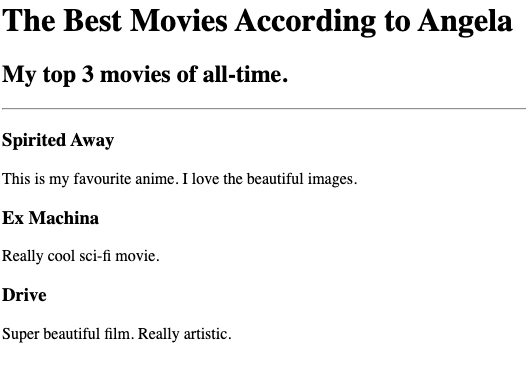 The Best Movies According to Angela
My top 3 movies of all-time.
Spirited Away
This is my favourite anime. I love the beautiful images.
Ex Machina
Really cool sci-fi movie.
Drive
Super beautiful film. Really artistic.